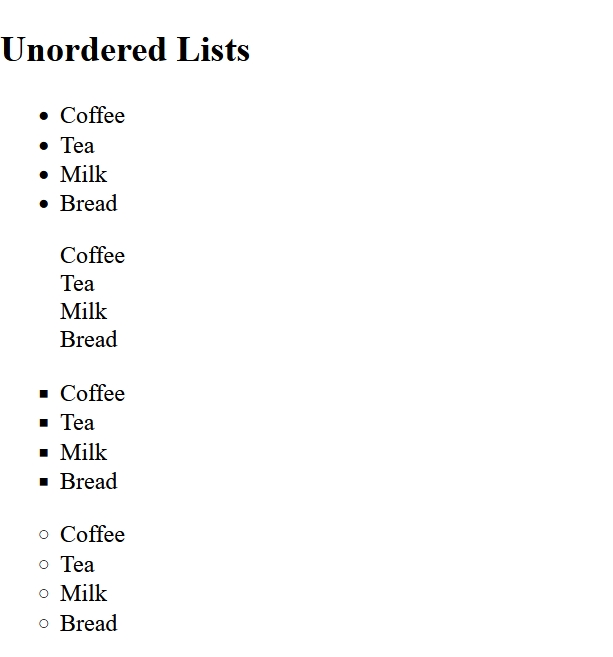 Unordered Lists
• Coffee
• Tea
• Milk
• Bread
Coffee
Tea
Milk
Bread
▪ Coffee
▪ Tea
▪ Milk
▪ Bread
○ Coffee
○ Tea
○ Milk
○ Bread